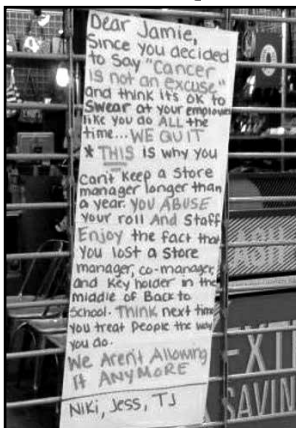 Dear Jamie,
Since you decided
to say "cancer
is not an excuse"
and think it's ok to
swear at your employees
like you do ALL the
time... WE QUIT
* THIS is why you
can't keep a store
manager longer than
a year. YOU ABUSE
your roll And Staff
Enjoy the fact that
you lost a store
manager, co-manager,
and key holder in the
middle of Back to
School. THINK next time
you treat People the way
you do.
We Aren't Allowing
It ANYMORE
Niki, Jess, TJ
EXT
SAVIN